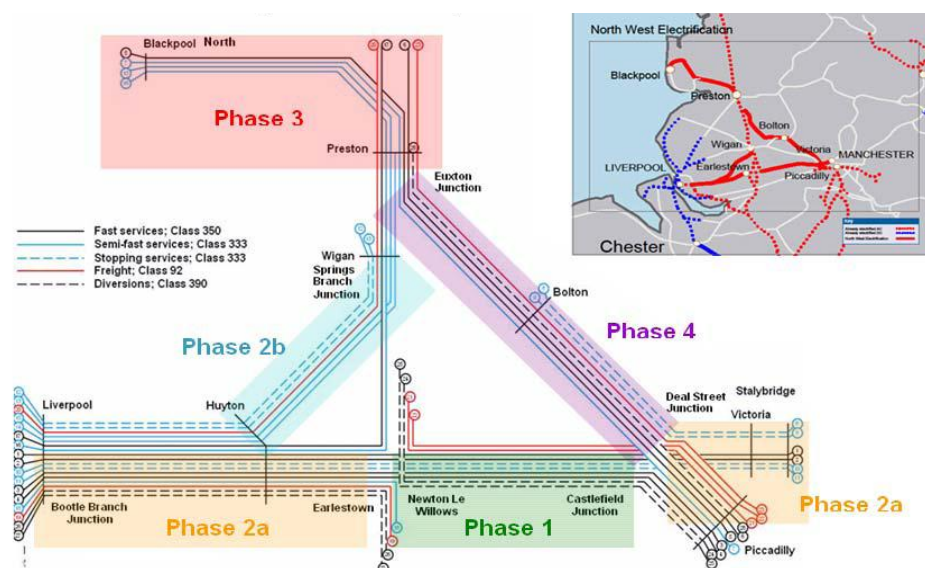 Blackpool North
Phase 3
Preston
Euxton
Junction
Fast services; Class 350
Semi-fast services; Class 333
Stopping services; Class 333
Freight; Class 92
Diversions; Class 390
Wigan
Springs
Branch
Junction
Bolton
Phase 2b
Phase 4
Liverpool
Huyton
Deal Street
Junction
Stalybridge
Victoria
Bootle Branch
Junction
Earlestown
Newton Le
Willows
Castlefield
Junction
Phase 2a
Phase 1
Phase 2a
Piccadilly
North West Electrification
Blackpool
Preston
Bolton
Wigan
Victoria
LIVERPOOL
Earlestown
MANCHESTER
Piccadilly
Chester
Key